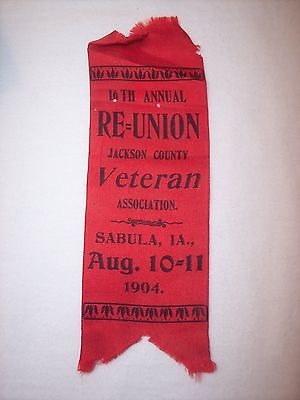 16TH ANNUAL
RE-UNION
JACKSON COUNTY
Veteran
ASSOCIATION.
SABULA, IA.,
Aug. 10-11
1904.